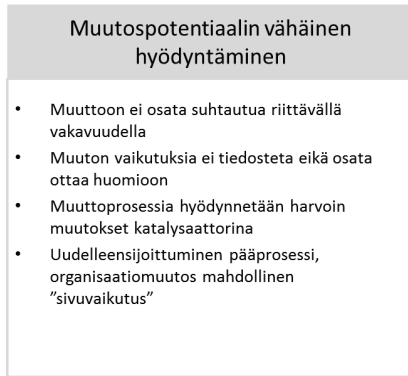 Muutospotentiaalin vähäinen
hyödyntäminen
• Muuttoon ei osata suhtautua riittävällä
vakavuudella
• Muuton vaikutuksia ei tiedosteta eikä osata
ottaa huomioon
• Muuttoprosessia hyödynnetään harvoin
muutokset katalysaattorina
• Uudelleensijoittuminen pääprosessi,
organisaatiomuutos mahdollinen
”sivuvaikutus”